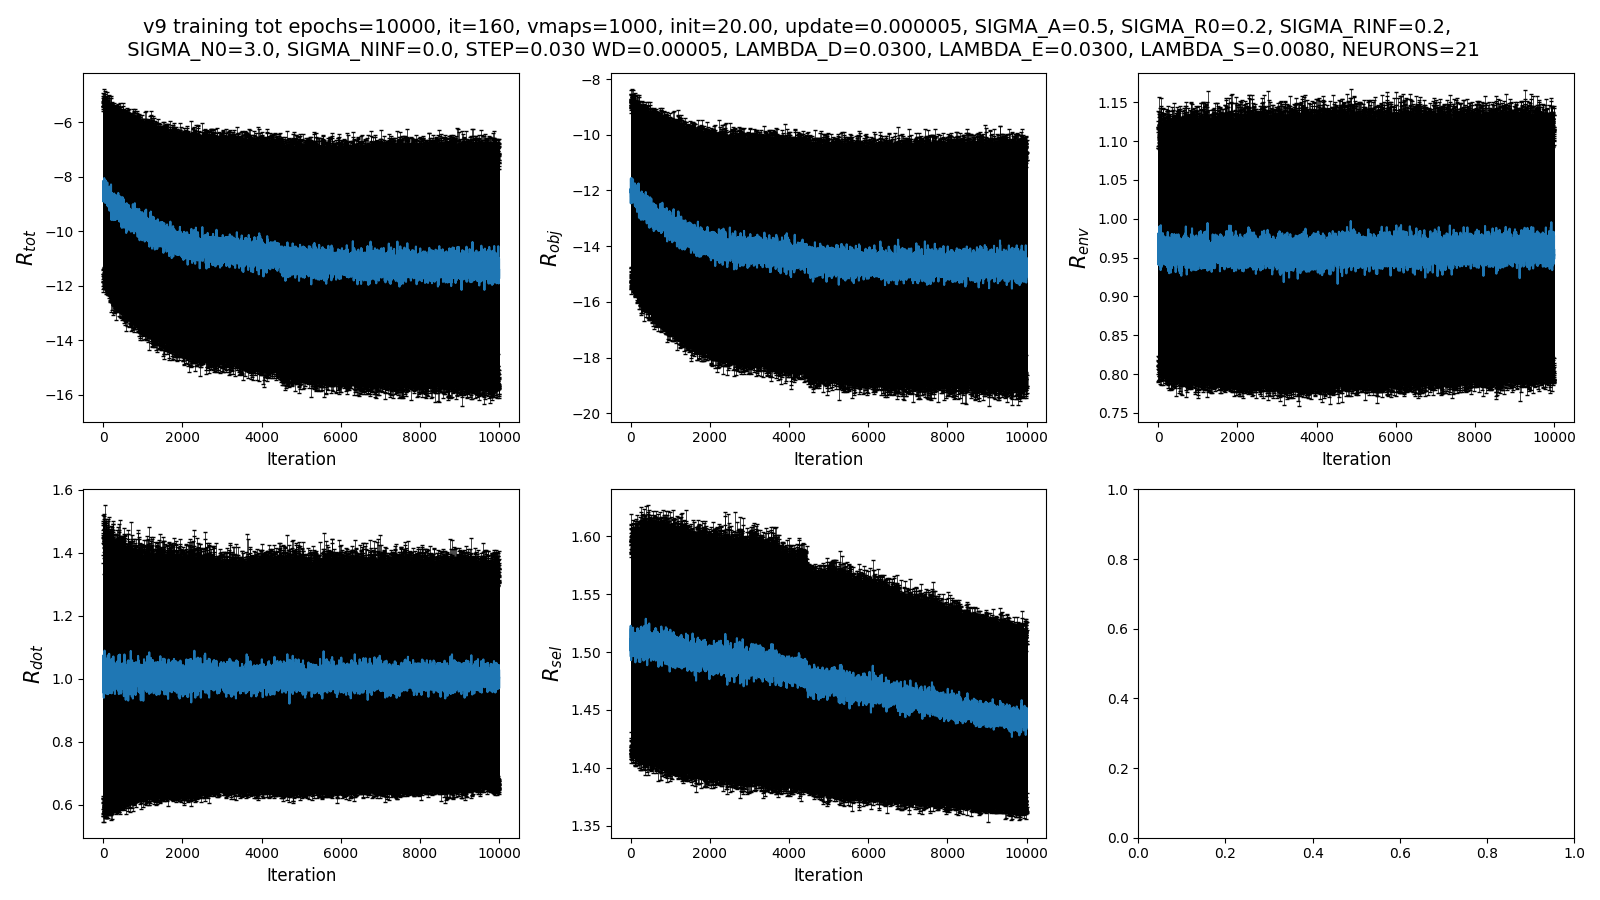 v9 training tot epochs=10000, it=160, vmaps=1000, init=20.00, update=0.000005, SIGMA_A=0.5, SIGMA_R0=0.2, SIGMA_RINF=0.2,
SIGMA_N0=3.0, SIGMA_NINF=0.0, STEP=0.030 WD=0.00005, LAMBDA_D=0.0300, LAMBDA_E=0.0300, LAMBDA_S=0.0080, NEURONS=21
R_tot
−6
−8
−10
−12
−14
−16
0 2000 4000 6000 8000 10000
Iteration
R_obj
−8
−10
−12
−14
−16
−18
−20
0 2000 4000 6000 8000 10000
Iteration
R_env
1.15
1.10
1.05
1.00
0.95
0.90
0.85
0.80
0.75
0 2000 4000 6000 8000 10000
Iteration
R_dot
1.6
1.4
1.2
1.0
0.8
0.6
0 2000 4000 6000 8000 10000
Iteration
R_sel
1.60
1.55
1.50
1.45
1.40
1.35
0 2000 4000 6000 8000 10000
Iteration
1.0
0.8
0.6
0.4
0.2
0.0
0.0 0.2 0.4 0.6 0.8 1.0